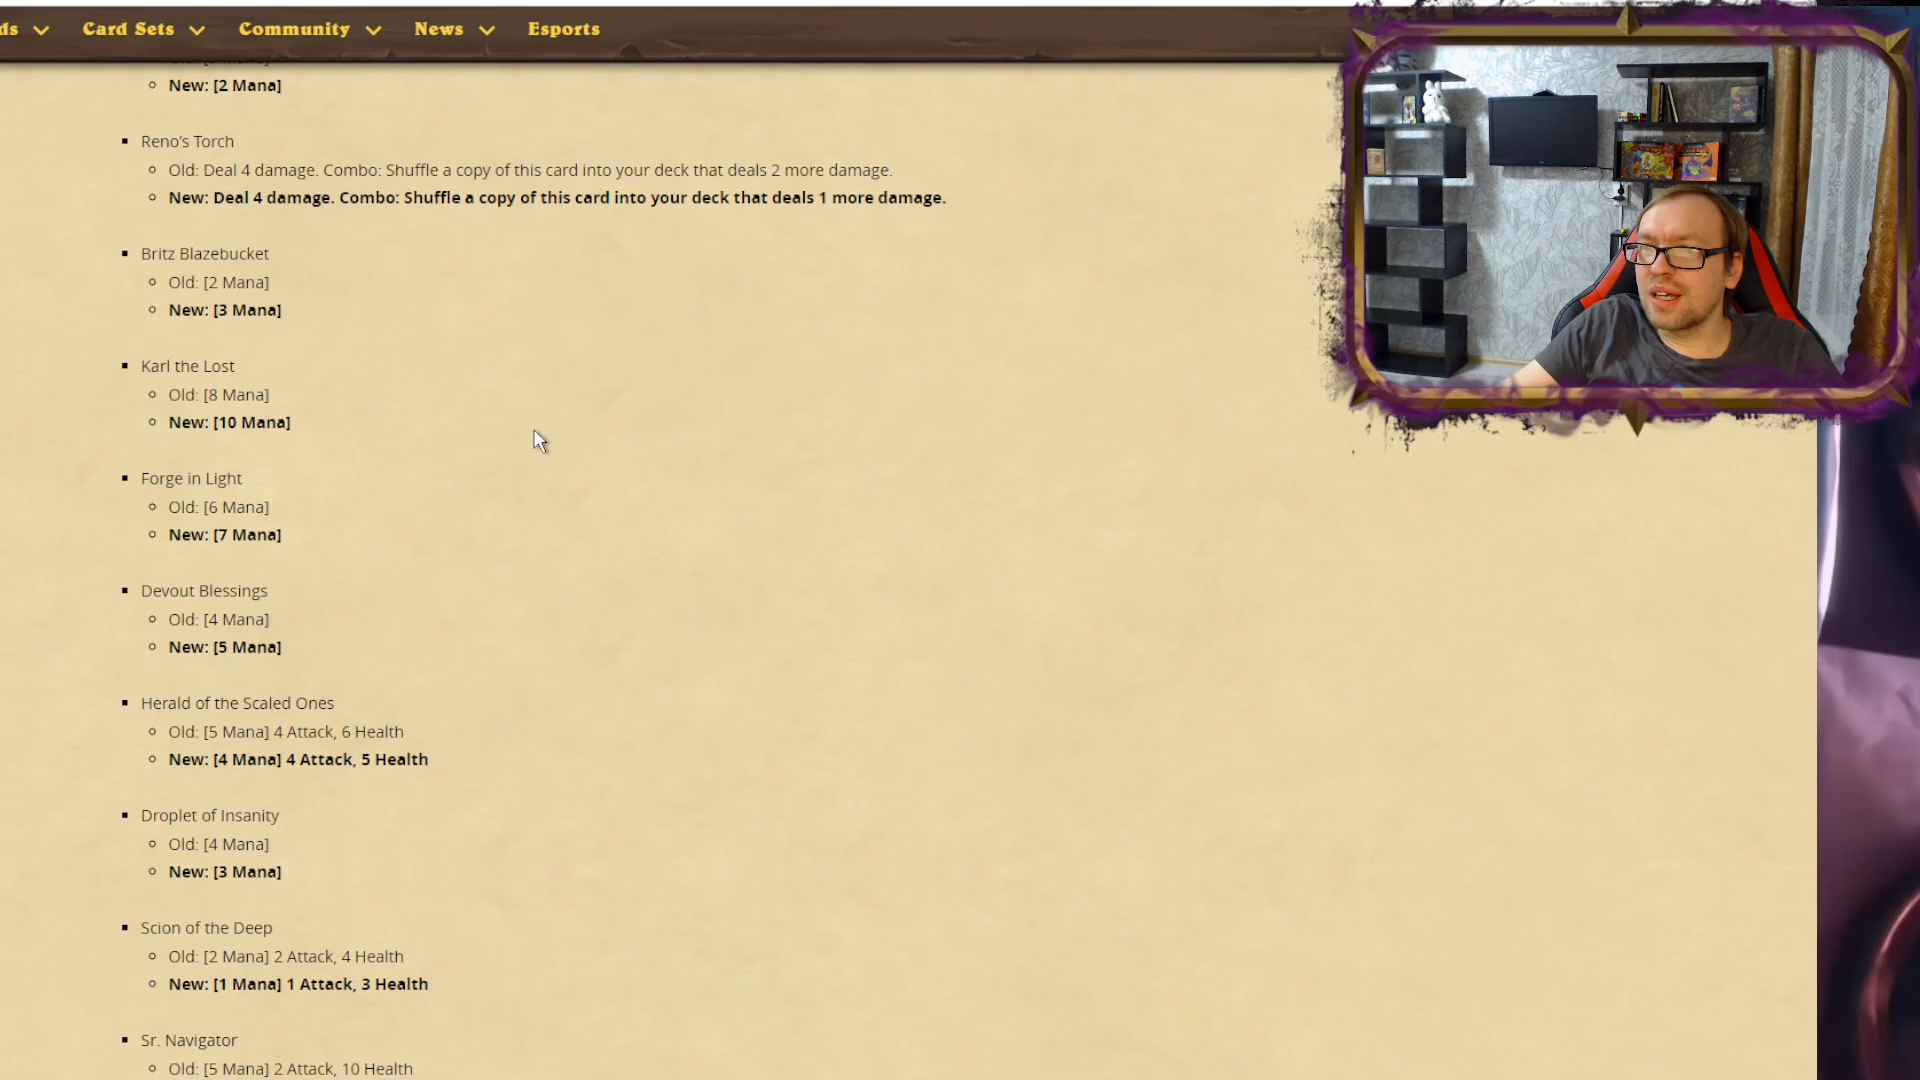 ds Card Sets Community News Esports
New: [2 Mana]
Reno's Torch
Old: Deal 4 damage. Combo: Shuffle a copy of this card into your deck that deals 2 more damage.
New: Deal 4 damage. Combo: Shuffle a copy of this card into your deck that deals 1 more damage.
Britz Blazebucket
Old: [2 Mana]
New: [3 Mana]
Karl the Lost
Old: [8 Mana]
New: [10 Mana]
Forge in Light
Old: [6 Mana]
New: [7 Mana]
Devout Blessings
Old: [4 Mana]
New: [5 Mana]
Herald of the Scaled Ones
Old: [5 Mana] 4 Attack, 6 Health
New: [4 Mana] 4 Attack, 5 Health
Droplet of Insanity
Old: [4 Mana]
New: [3 Mana]
Scion of the Deep
Old: [2 Mana] 2 Attack, 4 Health
New: [1 Mana] 1 Attack, 3 Health
Sr. Navigator
Old: [5 Mana] 2 Attack, 10 Health